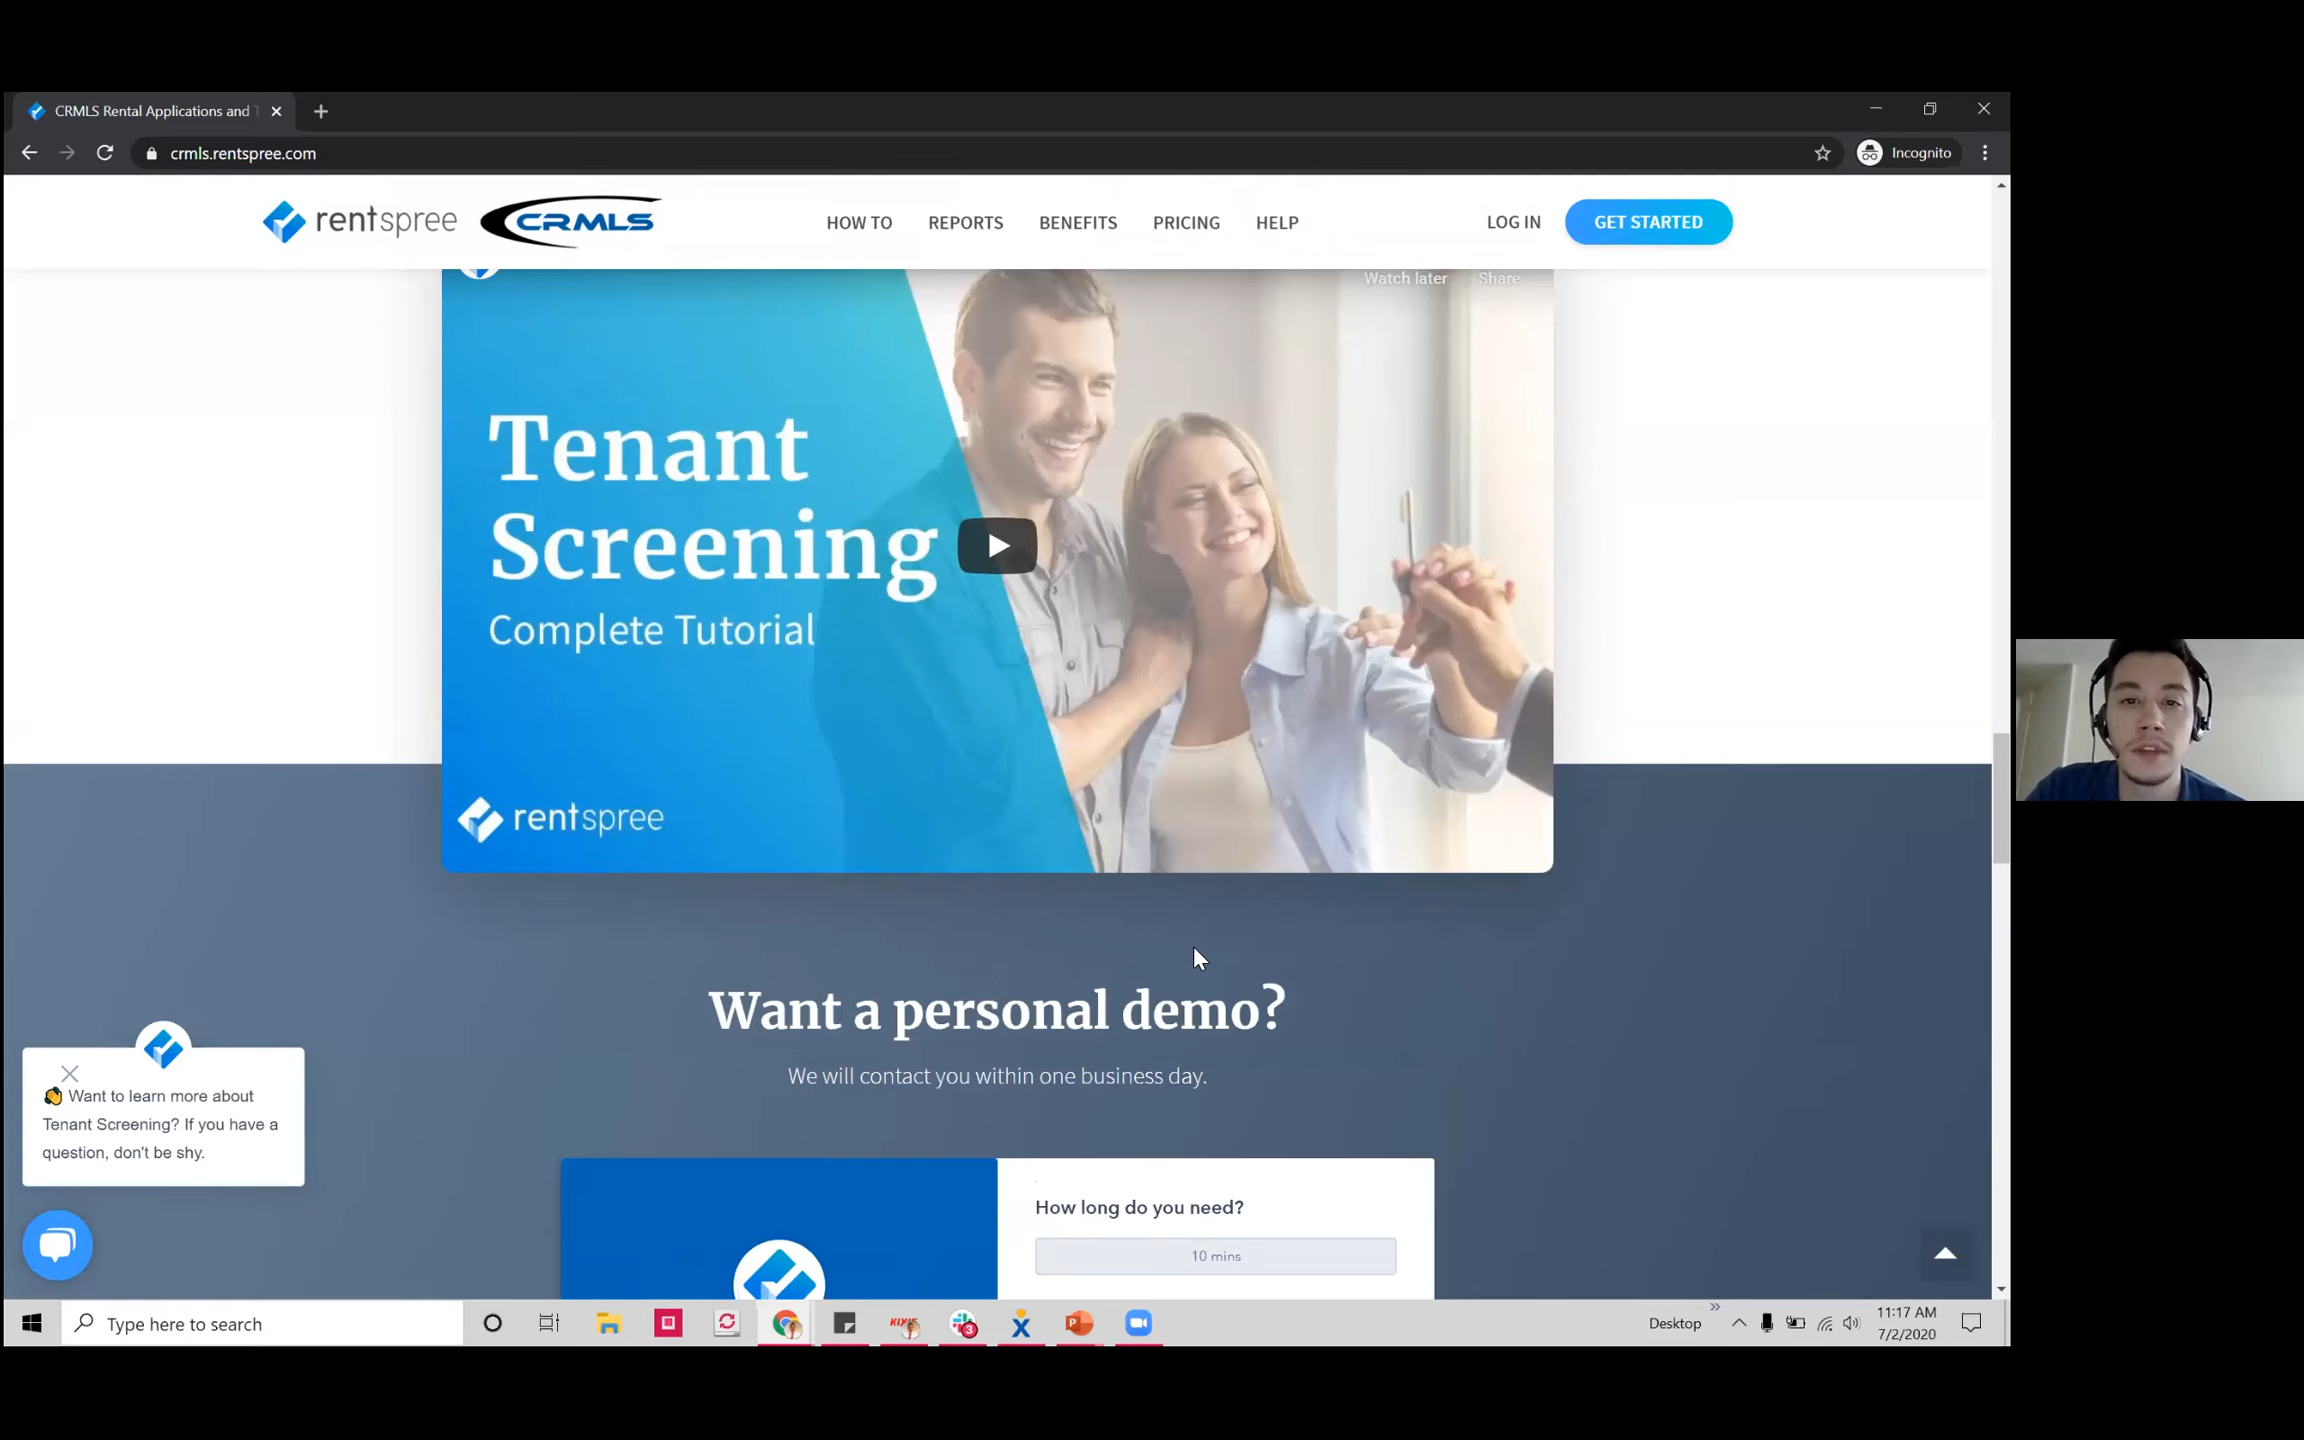 CRMLS Rental Applications and T
crmls.rentspree.com
Incognito
rentspree
CRMLS
HOW TO
REPORTS
BENEFITS
PRICING
HELP
LOG IN
GET STARTED
Watch later
Share
Tenant
Screening
Complete Tutorial
rentspree
Want a personal demo?
We will contact you within one business day.
👋 Want to learn more about
Tenant Screening? If you have a
question, don't be shy.
How long do you need?
10 mins
Type here to search
KIXIE
3
Desktop
11:17 AM
7/2/2020